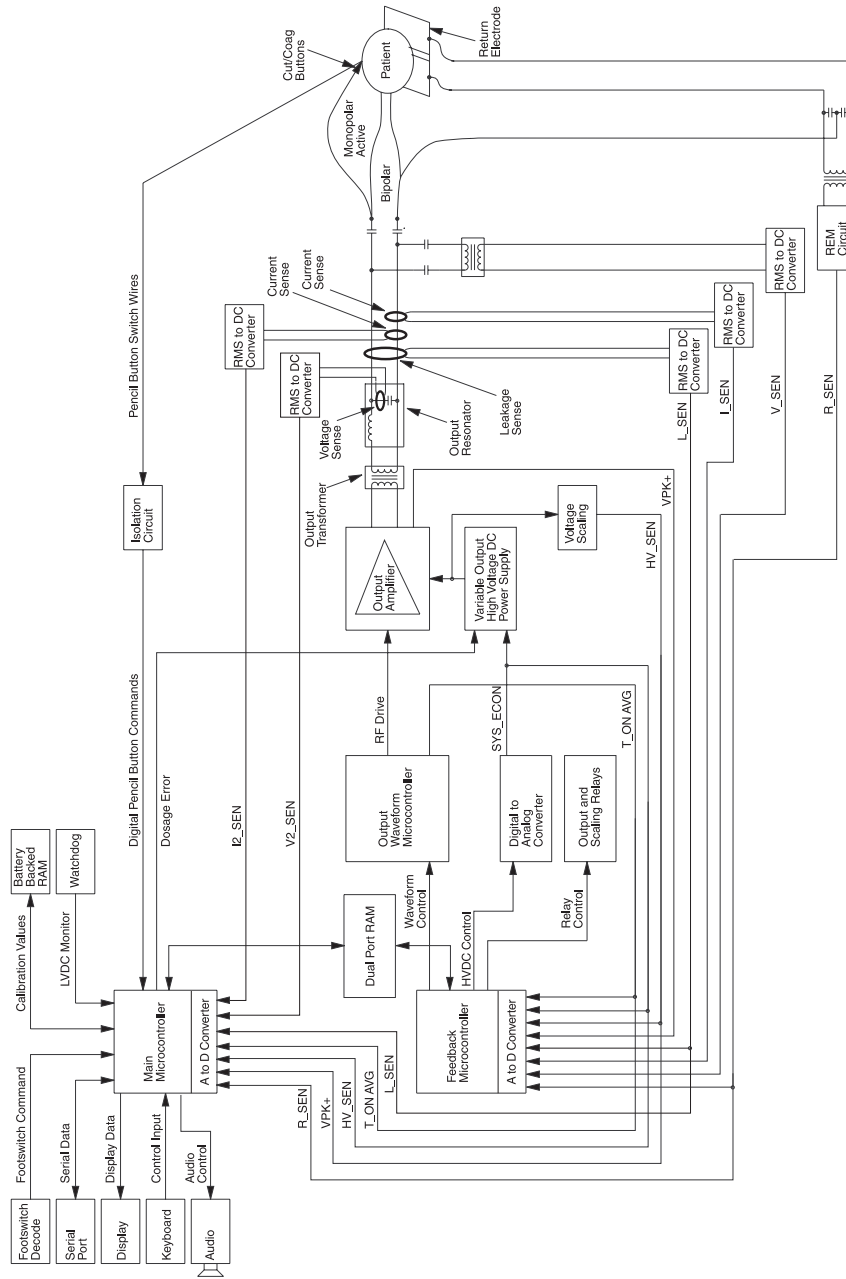 Footswitch
Decode
Serial
Port
Display
Keyboard
Audio
Footswitch Command
Serial Data
Display Data
Control Input
Audio
Control
Calibration Values
LVDC Monitor
Battery
Backed
RAM
Watchdog
Main
Microcontroller
A to D Converter
Digital Pencil Button Commands
Dosage Error
I2_SEN
V2_SEN
R_SEN
VPK+
HV_SEN
T_ON AVG
L_SEN
Dual Port RAM
Feedback
Microcontroller
A to D Converter
Waveform
Control
HVDC Control
Relay
Control
Output
Waveform
Microcontroller
Digital to
Analog
Converter
Output and
Scaling Relays
RF Drive
SYS_ECON
T_ON AVG
Isolation
Circuit
Pencil Button Switch Wires
Output
Amplifier
Variable Output
High Voltage DC
Power Supply
Voltage
Scaling
HV_SEN
VPK+
Output
Transformer
Voltage
Sense
Output
Resonator
Leakage
Sense
RMS to DC
Converter
RMS to DC
Converter
Current
Sense
Current
Sense
RMS to DC
Converter
L_SEN
RMS to DC
Converter
I_SEN
RMS to DC
Converter
V_SEN
REM
Circuit
R_SEN
Monopolar
Active
Bipolar
Cut/Coag
Buttons
Patient
Return
Electrode